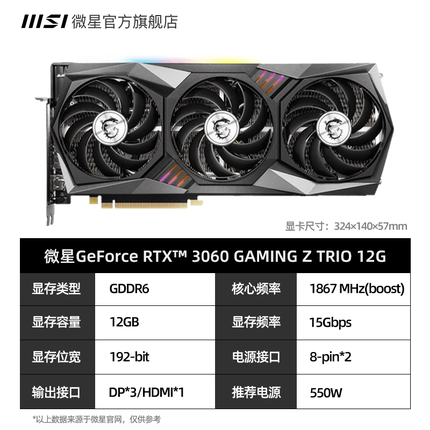 msi 微星官方旗舰店
显卡尺寸：324×140×57mm
微星GeForce RTX™ 3060 GAMING Z TRIO 12G
显存类型 GDDR6 核心频率 1867 MHz(boost)
显存容量 12GB 显存频率 15Gbps
显存位宽 192-bit 电源接口 8-pin*2
输出接口 DP*3/HDMI*1 推荐电源 550W
*以上数据来源于微星官网，仅供参考